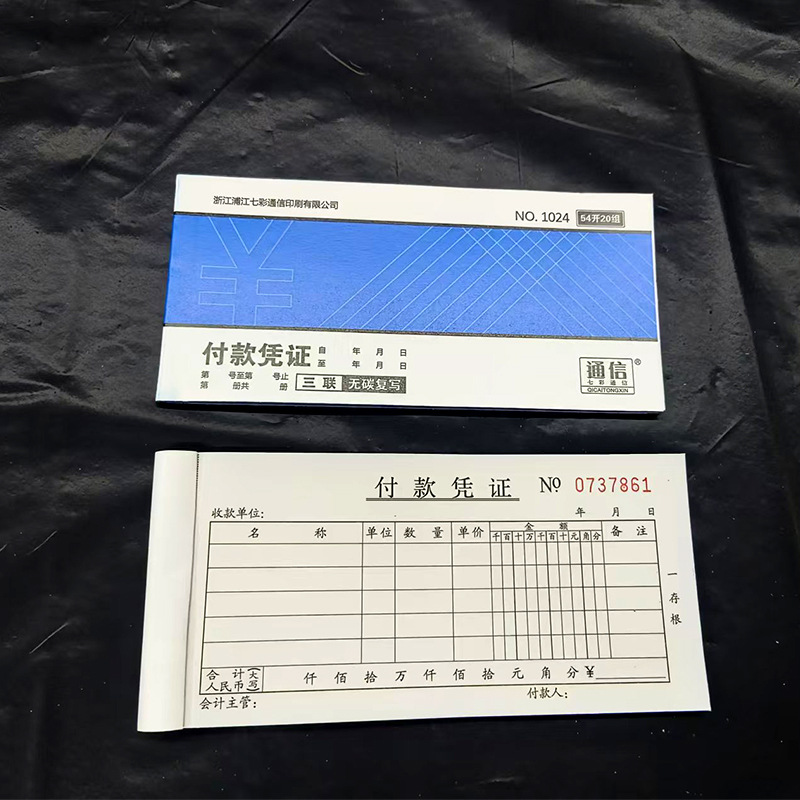 浙江浦江七彩通信印刷有限公司
NO. 1024 54开20组
付款凭证 自 年 月 日
至 年 月 日
第 号至第 号止
第 册共 册
三联 无碳复写
通信®
七彩通信
QICAITONGXIN
付款凭证 № 0737861
收款单位: 年 月 日
名 称 单位 数 量 单价 金 额 备 注
千百十万千百十元角分
一存根
合 计(大写)
人民币 仟 佰 拾 万 仟 佰 拾 元 角 分 ¥
会计主管: 付款人: